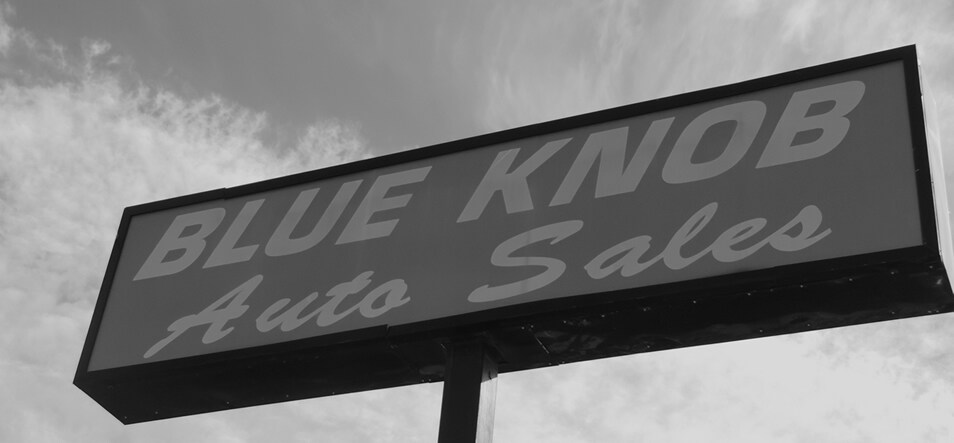 BLUE KNOB
Auto Sales